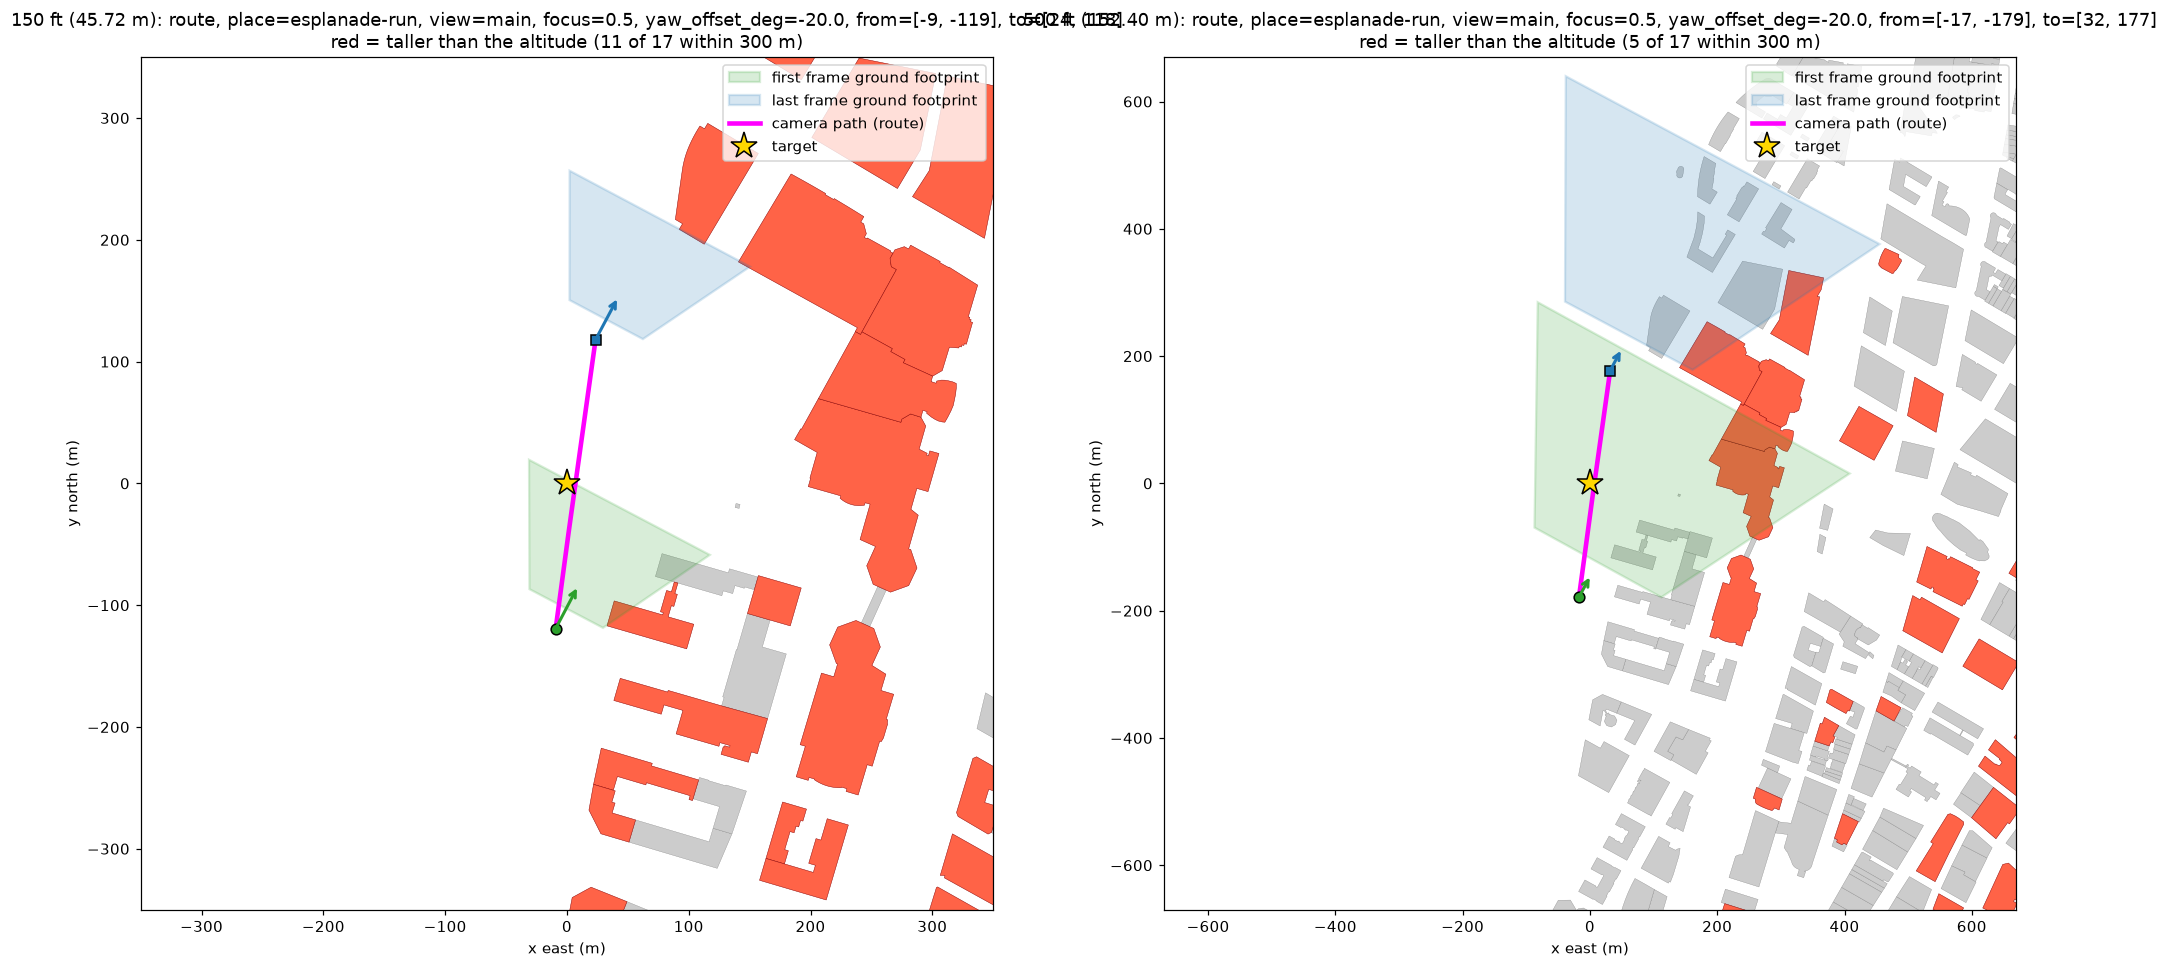 150 ft (45.72 m): route, place=esplanade-run, view=main, focus=0.5, yaw_offset_deg=-20.0, from=[-9, -119], to=[24, 118]
red = taller than the altitude (11 of 17 within 300 m)
first frame ground footprint
last frame ground footprint
camera path (route)
target
300
200
100
0
−100
−200
−300
y north (m)
−300 −200 −100 0 100 200 300
x east (m)
500 ft (152.40 m): route, place=esplanade-run, view=main, focus=0.5, yaw_offset_deg=-20.0, from=[-17, -179], to=[32, 177]
red = taller than the altitude (5 of 17 within 300 m)
first frame ground footprint
last frame ground footprint
camera path (route)
target
600
400
200
0
−200
−400
−600
y north (m)
−600 −400 −200 0 200 400 600
x east (m)